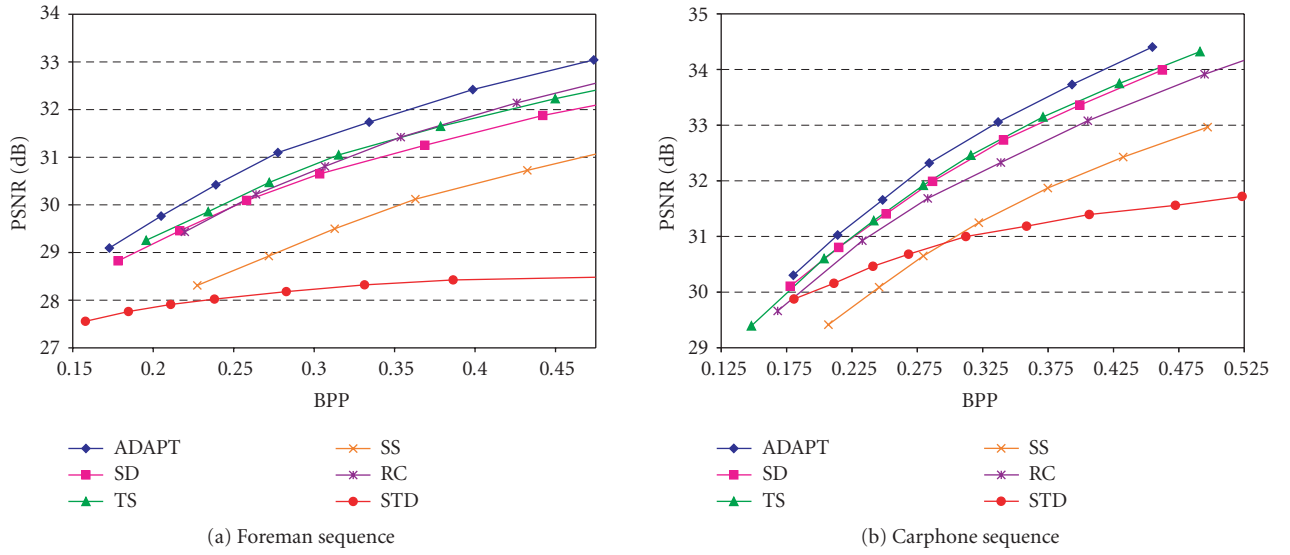 34
33
32
31
30
29
28
27
PSNR (dB)
0.15 0.2 0.25 0.3 0.35 0.4 0.45
BPP
ADAPT
SD
TS
SS
RC
STD
(a) Foreman sequence
35
34
33
32
31
30
29
PSNR (dB)
0.125 0.175 0.225 0.275 0.325 0.375 0.425 0.475 0.525
BPP
ADAPT
SD
TS
SS
RC
STD
(b) Carphone sequence